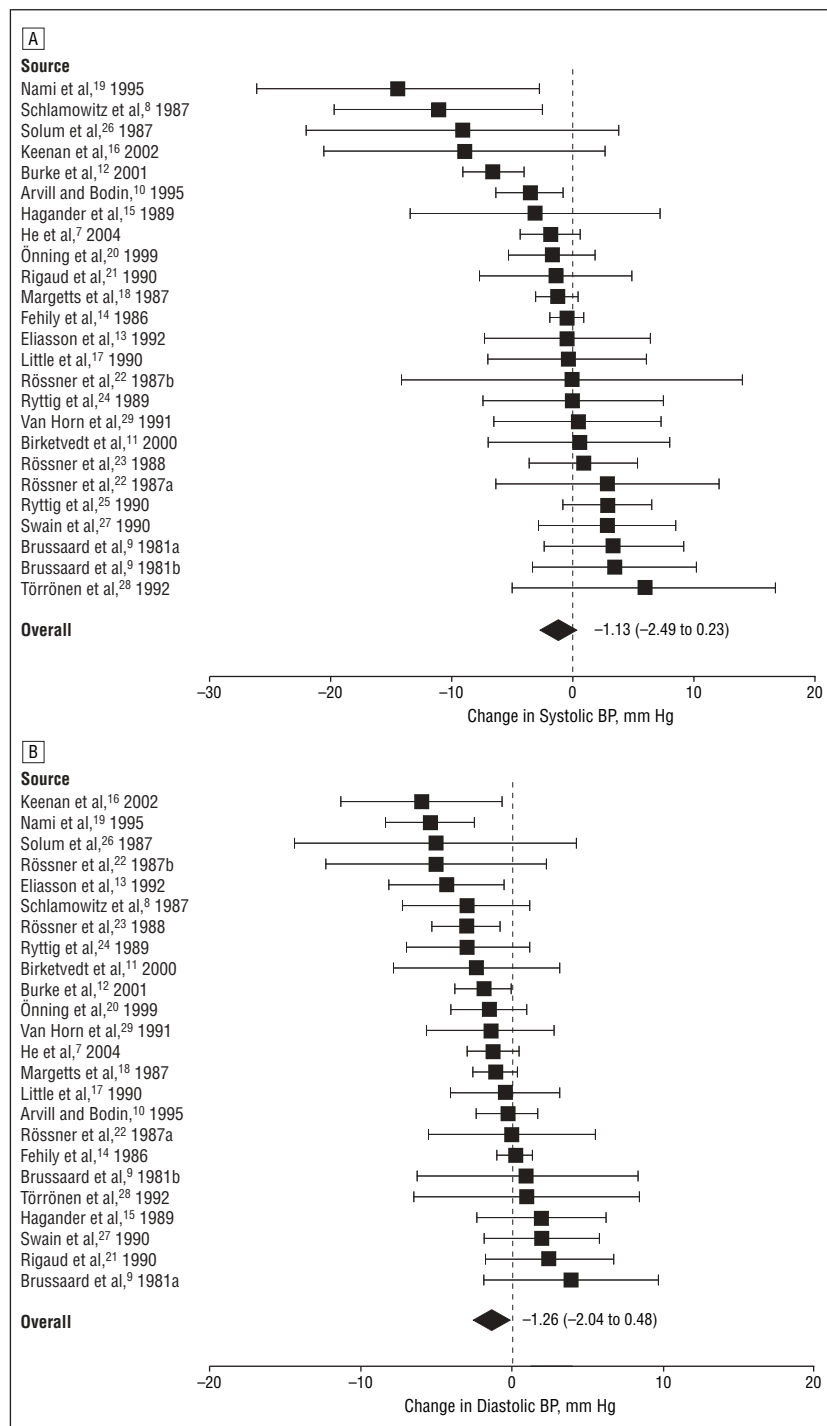 A
Source
Nami et al,19 1995
Schlamowitz et al,8 1987
Solum et al,26 1987
Keenan et al,16 2002
Burke et al,12 2001
Arvill and Bodin,10 1995
Hagander et al,15 1989
He et al,7 2004
Önning et al,20 1999
Rigaud et al,21 1990
Margetts et al,18 1987
Fehily et al,14 1986
Eliasson et al,13 1992
Little et al,17 1990
Rössner et al,22 1987b
Ryttig et al,24 1989
Van Horn et al,29 1991
Birketvedt et al,11 2000
Rössner et al,23 1988
Rössner et al,22 1987a
Ryttig et al,25 1990
Swain et al,27 1990
Brussaard et al,9 1981a
Brussaard et al,9 1981b
Törrönen et al,28 1992
Overall –1.13 (–2.49 to 0.23)
–30 –20 –10 0 10 20
Change in Systolic BP, mm Hg
B
Source
Keenan et al,16 2002
Nami et al,19 1995
Solum et al,26 1987
Rössner et al,22 1987b
Eliasson et al,13 1992
Schlamowitz et al,8 1987
Rössner et al,23 1988
Ryttig et al,24 1989
Birketvedt et al,11 2000
Burke et al,12 2001
Önning et al,20 1999
Van Horn et al,29 1991
He et al,7 2004
Margetts et al,18 1987
Little et al,17 1990
Arvill and Bodin,10 1995
Rössner et al,22 1987a
Fehily et al,14 1986
Brussaard et al,9 1981b
Törrönen et al,28 1992
Hagander et al,15 1989
Swain et al,27 1990
Rigaud et al,21 1990
Brussaard et al,9 1981a
Overall –1.26 (–2.04 to 0.48)
–20 –10 0 10 20
Change in Diastolic BP, mm Hg